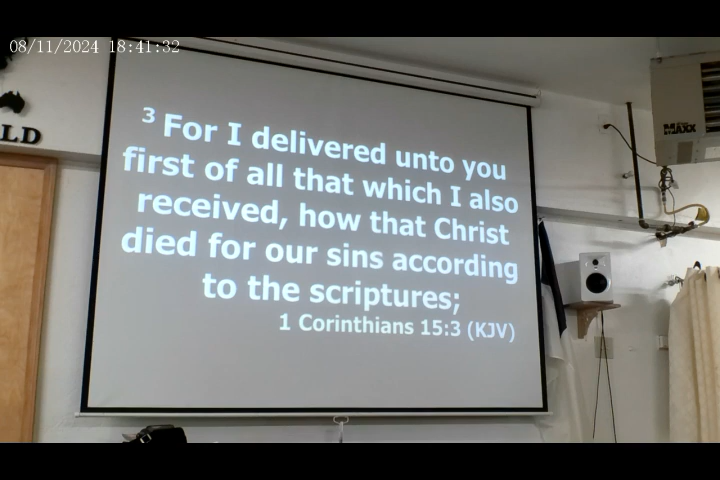 08/11/2024 18:41:32
LD
MAXX
3 For I delivered unto you
first of all that which I also
received, how that Christ
died for our sins according
to the scriptures;
1 Corinthians 15:3 (KJV)